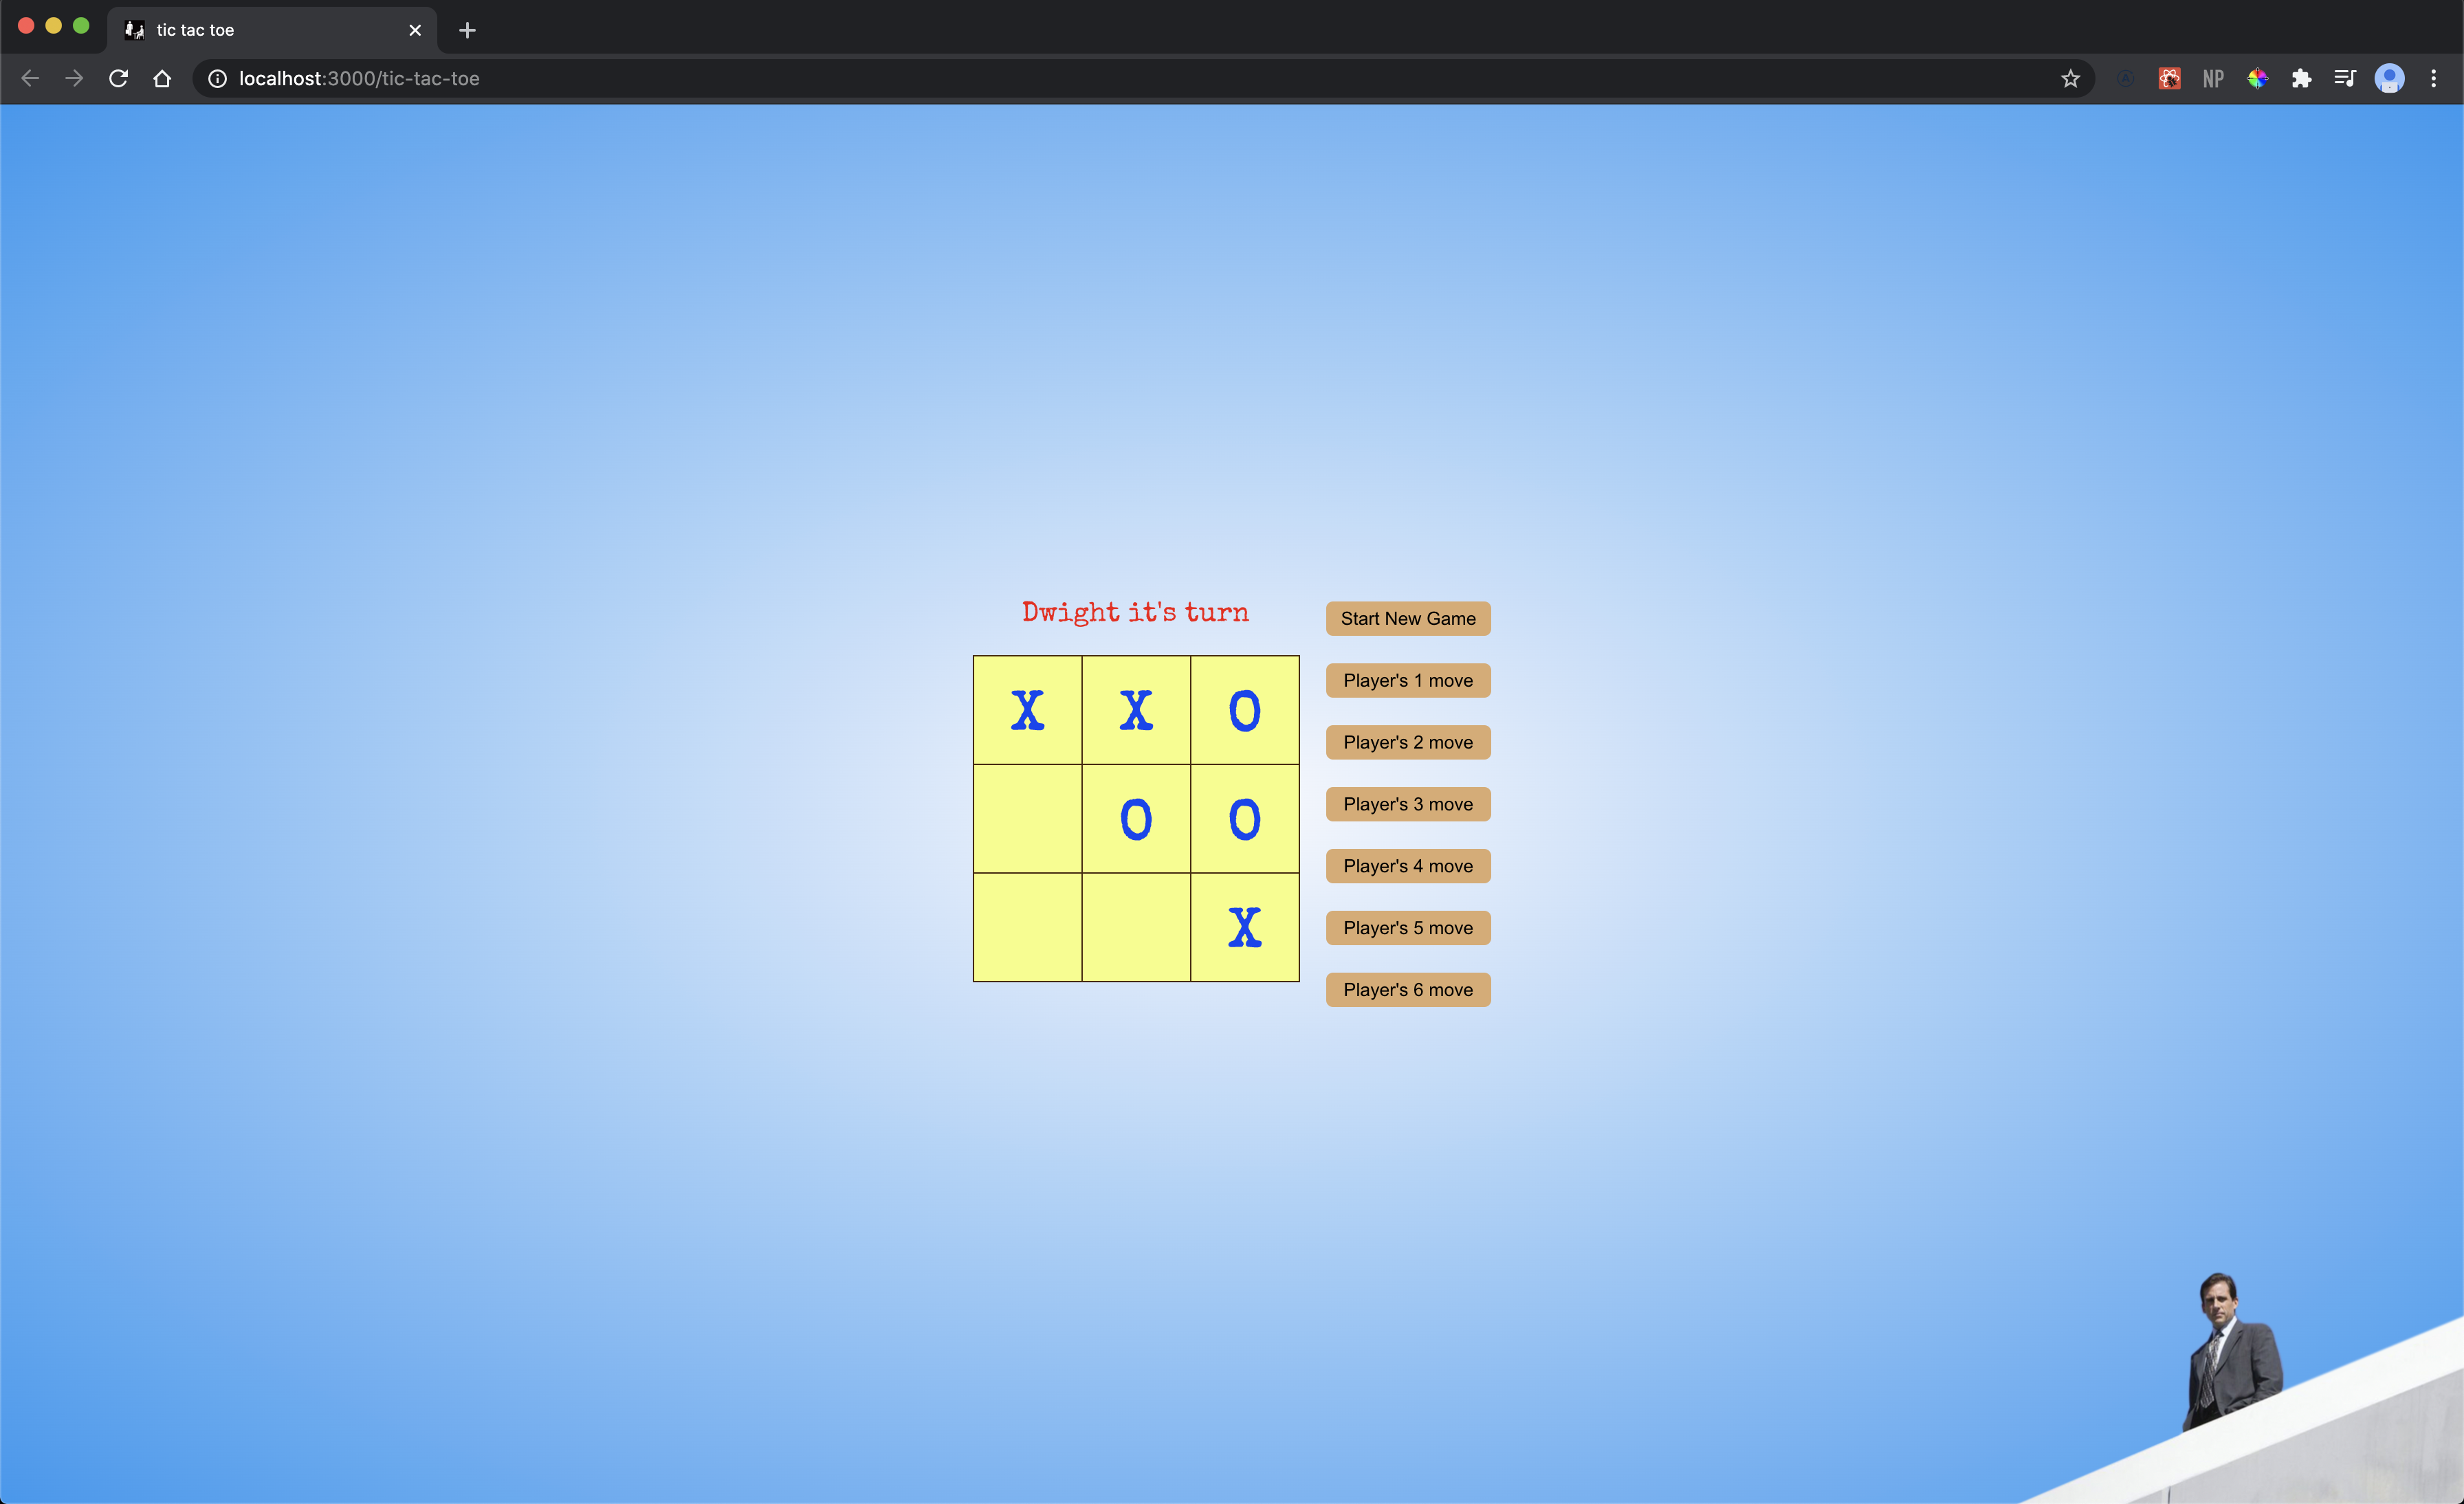 tic tac toe
localhost:3000/tic-tac-toe
NP
Dwight it's turn
X X O
O O
X
Start New Game
Player's 1 move
Player's 2 move
Player's 3 move
Player's 4 move
Player's 5 move
Player's 6 move